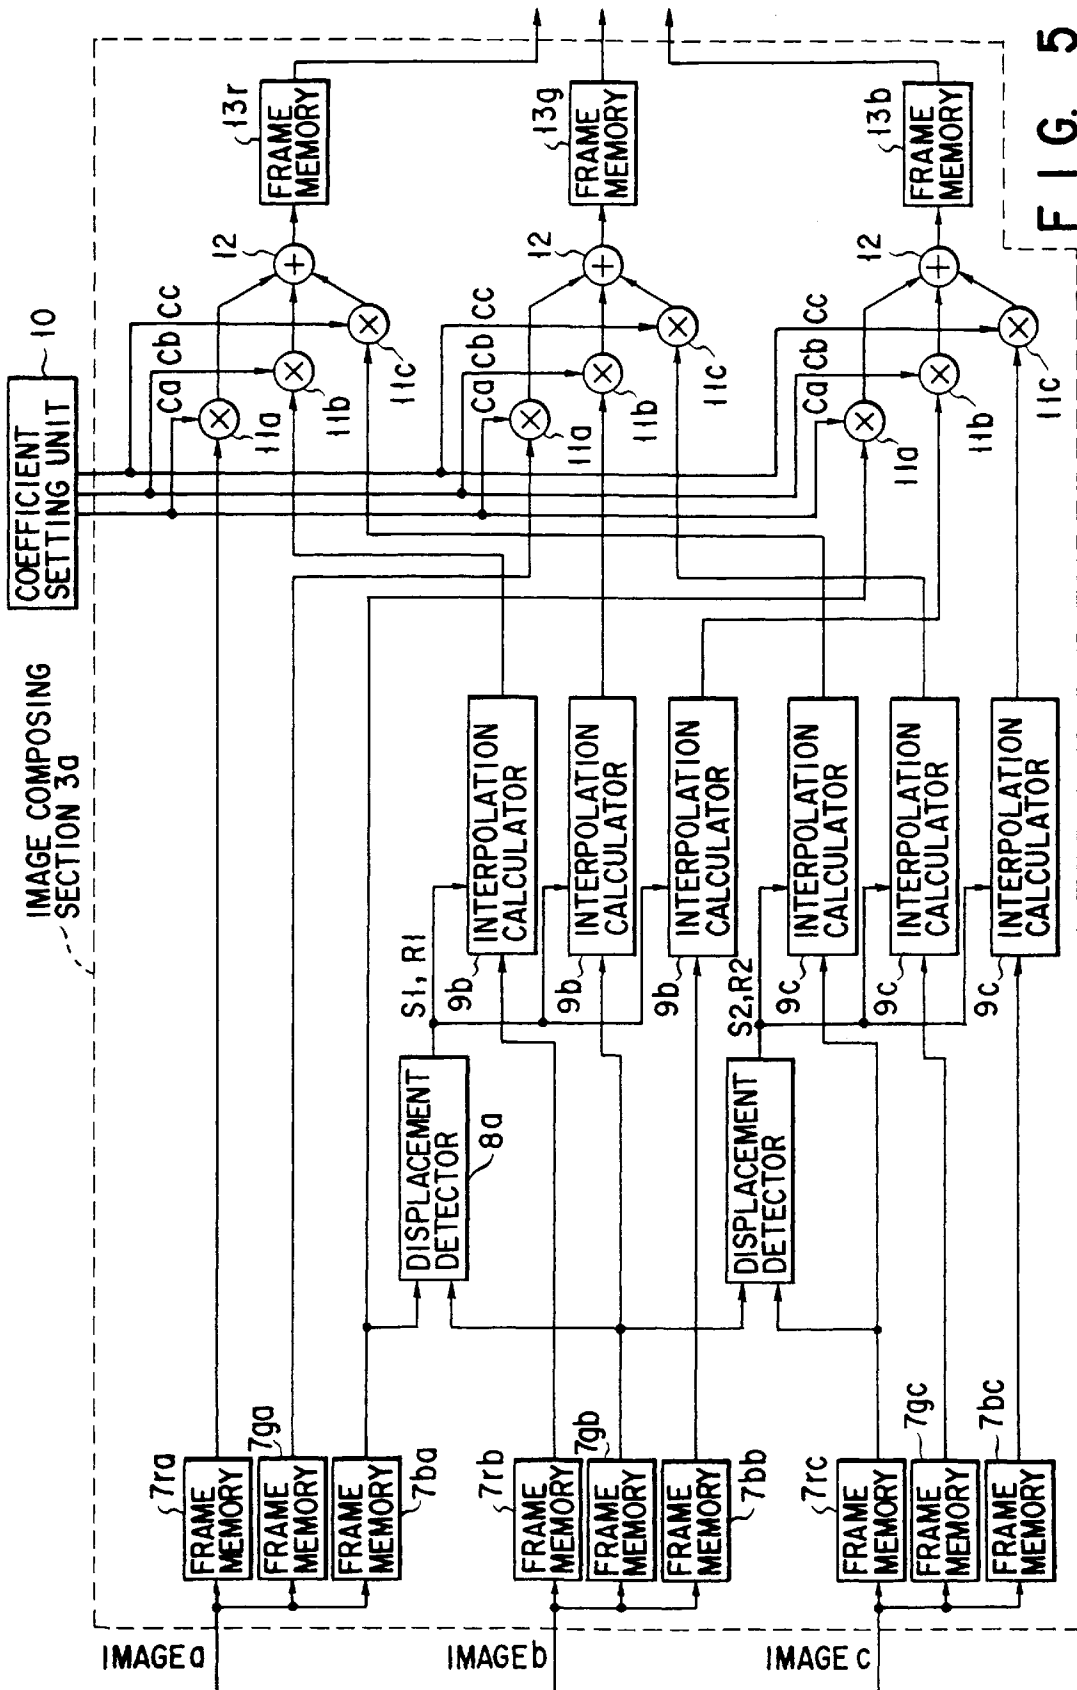 COEFFICIENT
SETTING UNIT
10
IMAGE COMPOSING
SECTION 3a
IMAGE a
IMAGE b
IMAGE c
FRAME
MEMORY
7ra
FRAME
MEMORY
7ga
FRAME
MEMORY
7ba
FRAME
MEMORY
7rb
FRAME
MEMORY
7gb
FRAME
MEMORY
7bb
FRAME
MEMORY
7rc
FRAME
MEMORY
7gc
FRAME
MEMORY
7bc
DISPLACEMENT
DETECTOR
8a
DISPLACEMENT
DETECTOR
S1, R1
S2,R2
INTERPOLATION
CALCULATOR
9b
INTERPOLATION
CALCULATOR
9b
INTERPOLATION
CALCULATOR
9b
INTERPOLATION
CALCULATOR
9c
INTERPOLATION
CALCULATOR
9c
INTERPOLATION
CALCULATOR
9c
Ca
Cb
Cc
×
11a
×
11b
×
11c
+
12
FRAME
MEMORY
13r
Ca
Cb
Cc
×
11a
×
11b
×
11c
+
12
FRAME
MEMORY
13g
Ca
Cb
Cc
×
11a
×
11b
×
11c
+
12
FRAME
MEMORY
13b
FIG. 5